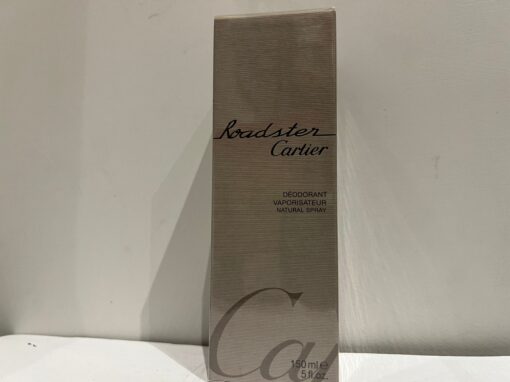 Roadster
Cartier
DÉODORANT
VAPORISATEUR
NATURAL SPRAY
Ca
150 ml e
5 fl.oz.